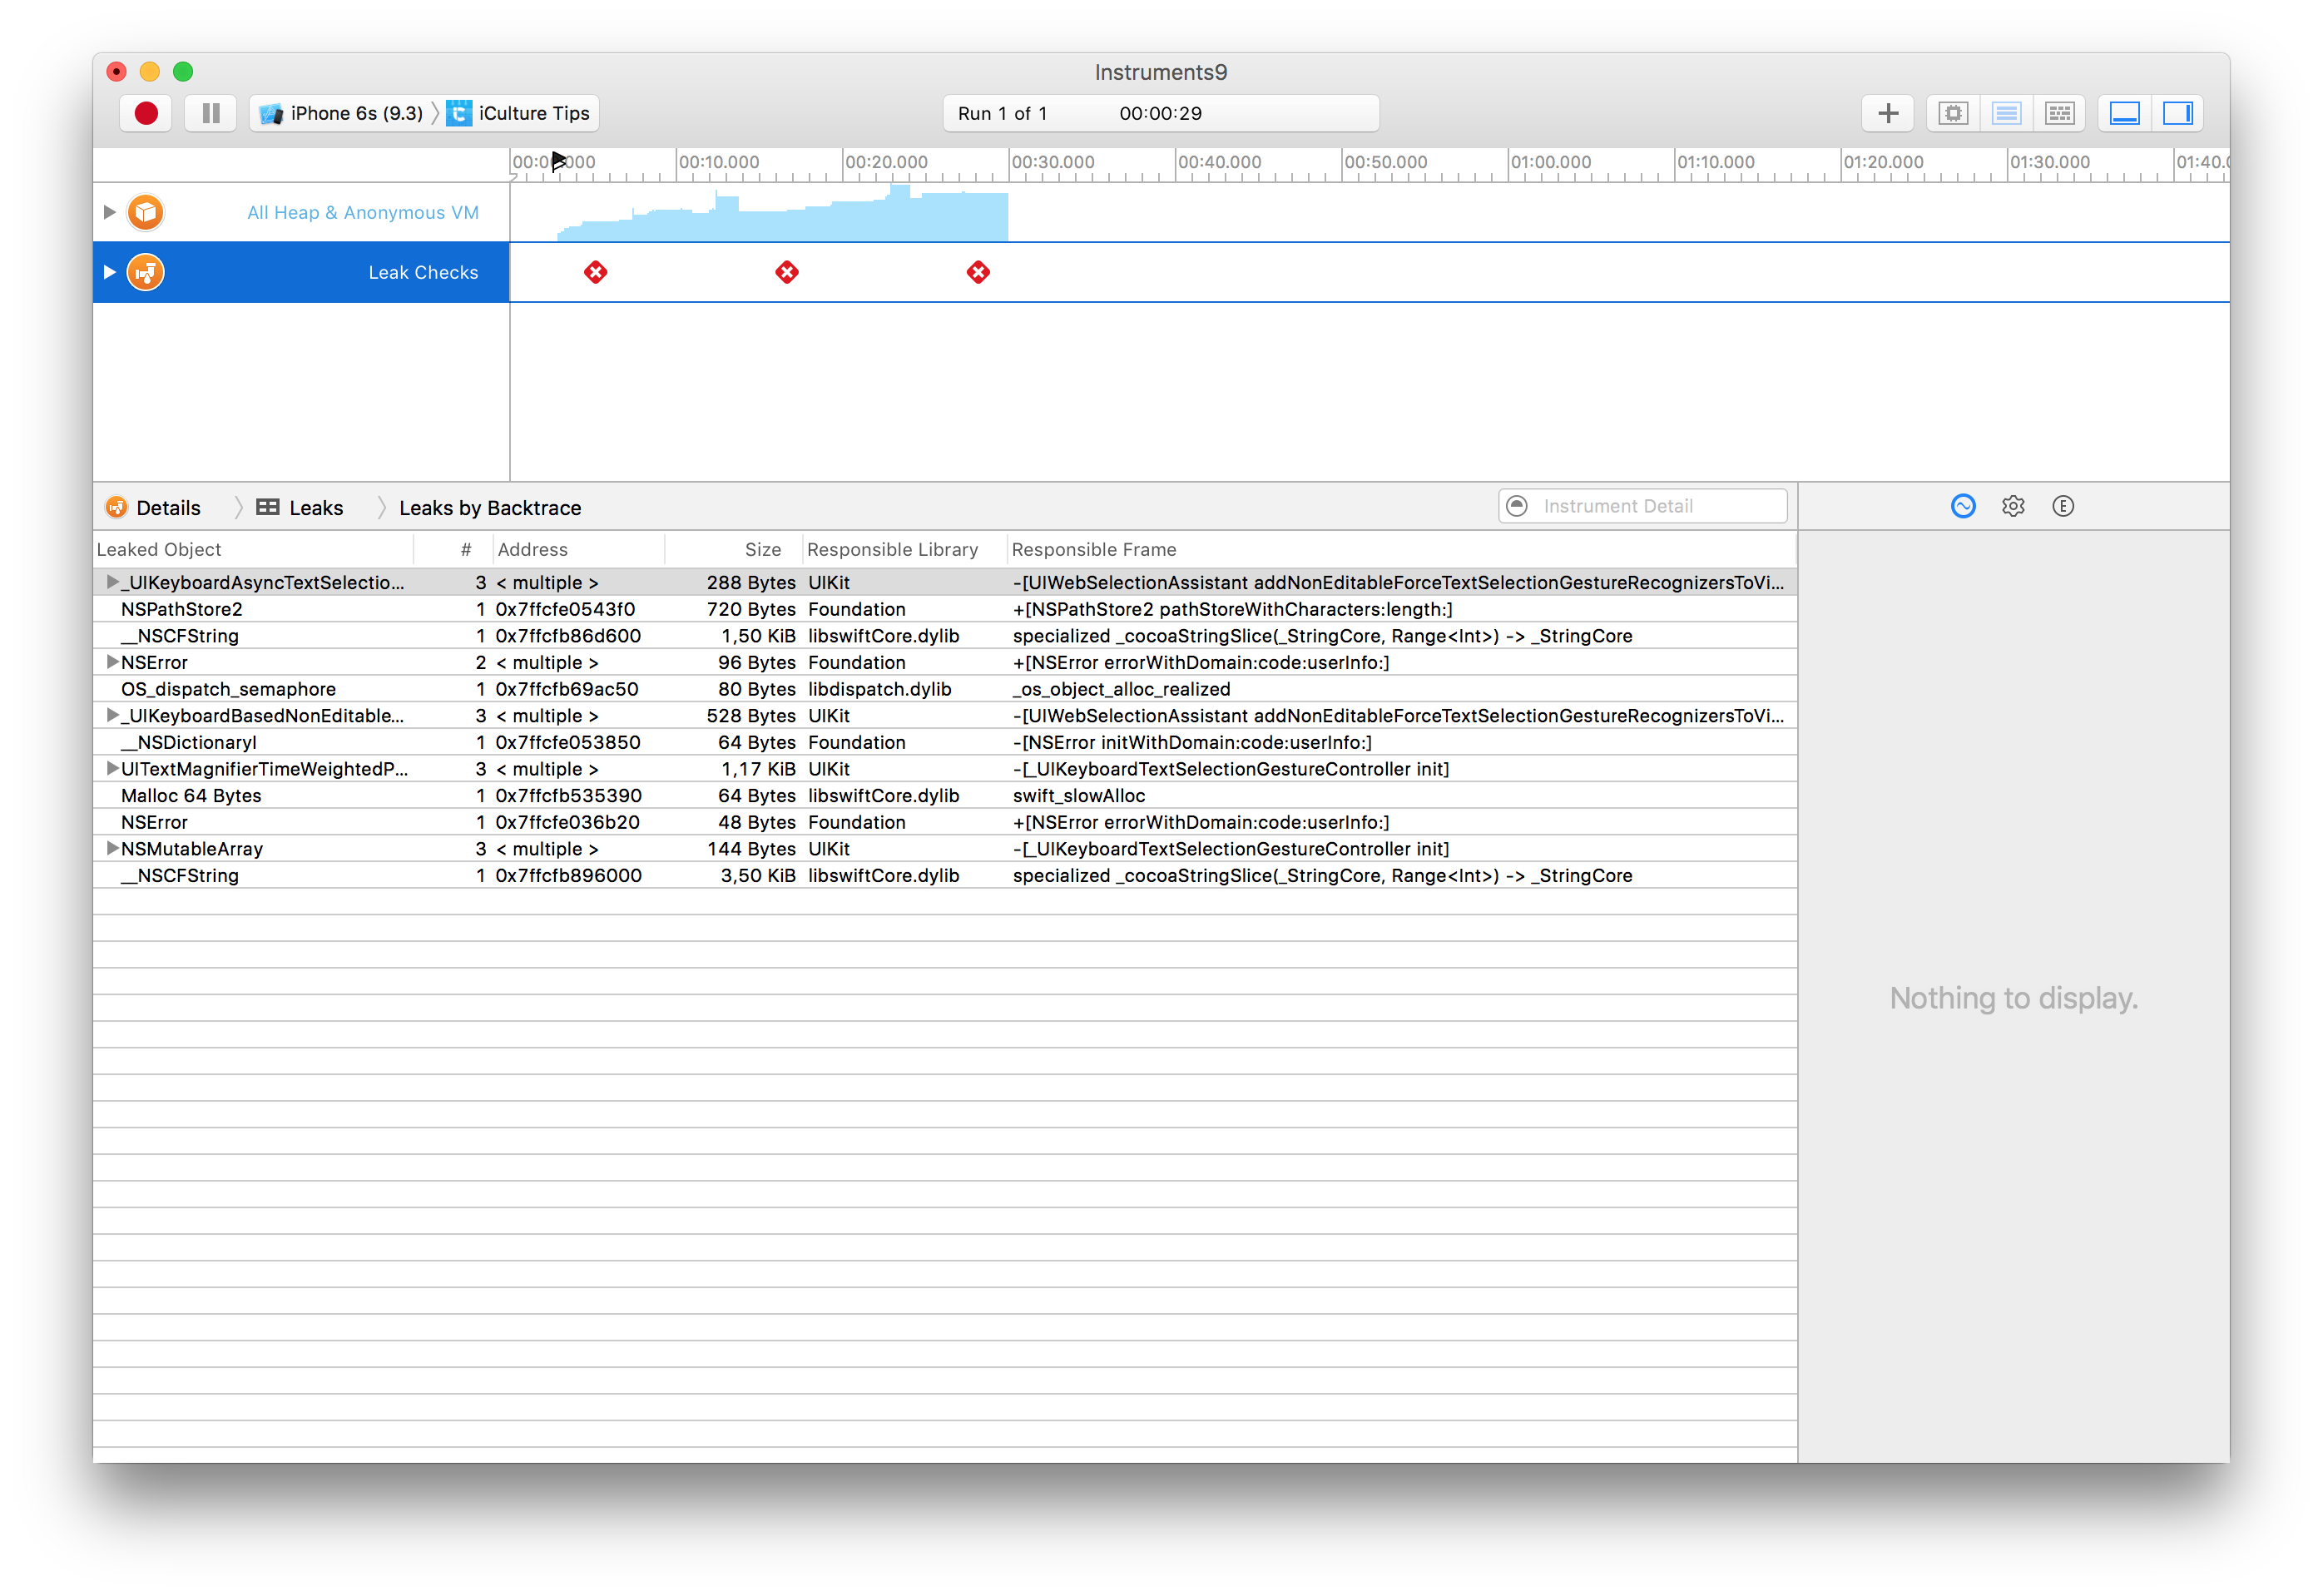 Instruments9
iPhone 6s (9.3) iCulture Tips Run 1 of 1 00:00:29
00:10.000 00:20.000 00:30.000 00:40.000 00:50.000 01:00.000 01:10.000 01:20.000 01:30.000
All Heap & Anonymous VM
Leak Checks
Details Leaks Leaks by Backtrace Instrument Detail E
Leaked Object # Address Size Responsible Library Responsible Frame
_UIKeyboardAsyncTextSelectio... 3 < multiple > 288 Bytes UIKit -[UIWebSelectionAssistant addNonEditableForceTextSelectionGestureRecognizersToVi...
NSPathStore2 1 0x7ffcfe0543f0 720 Bytes Foundation +[NSPathStore2 pathStoreWithCharacters:length:]
__NSCFString 1 0x7ffcfb86d600 1,50 KiB libswiftCore.dylib specialized _cocoaStringSlice(_StringCore, Range<Int>) -> _StringCore
NSError 2 < multiple > 96 Bytes Foundation +[NSError errorWithDomain:code:userInfo:]
OS_dispatch_semaphore 1 0x7ffcfb69ac50 80 Bytes libdispatch.dylib _os_object_alloc_realized
_UIKeyboardBasedNonEditable... 3 < multiple > 528 Bytes UIKit -[UIWebSelectionAssistant addNonEditableForceTextSelectionGestureRecognizersToVi...
__NSDictionaryI 1 0x7ffcfe053850 64 Bytes Foundation -[NSError initWithDomain:code:userInfo:]
UITextMagnifierTimeWeightedP... 3 < multiple > 1,17 KiB UIKit -[_UIKeyboardTextSelectionGestureController init]
Malloc 64 Bytes 1 0x7ffcfb535390 64 Bytes libswiftCore.dylib swift_slowAlloc
NSError 1 0x7ffcfe036b20 48 Bytes Foundation +[NSError errorWithDomain:code:userInfo:]
NSMutableArray 3 < multiple > 144 Bytes UIKit -[_UIKeyboardTextSelectionGestureController init]
__NSCFString 1 0x7ffcfb896000 3,50 KiB libswiftCore.dylib specialized _cocoaStringSlice(_StringCore, Range<Int>) -> _StringCore
Nothing to display.